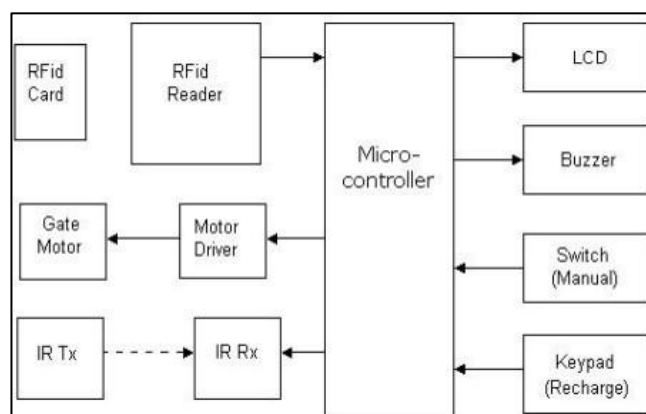 RFid
Card
RFid
Reader
Micro-
controller
LCD
Buzzer
Gate
Motor
Motor
Driver
Switch
(Manual)
IR Tx
IR Rx
Keypad
(Recharge)